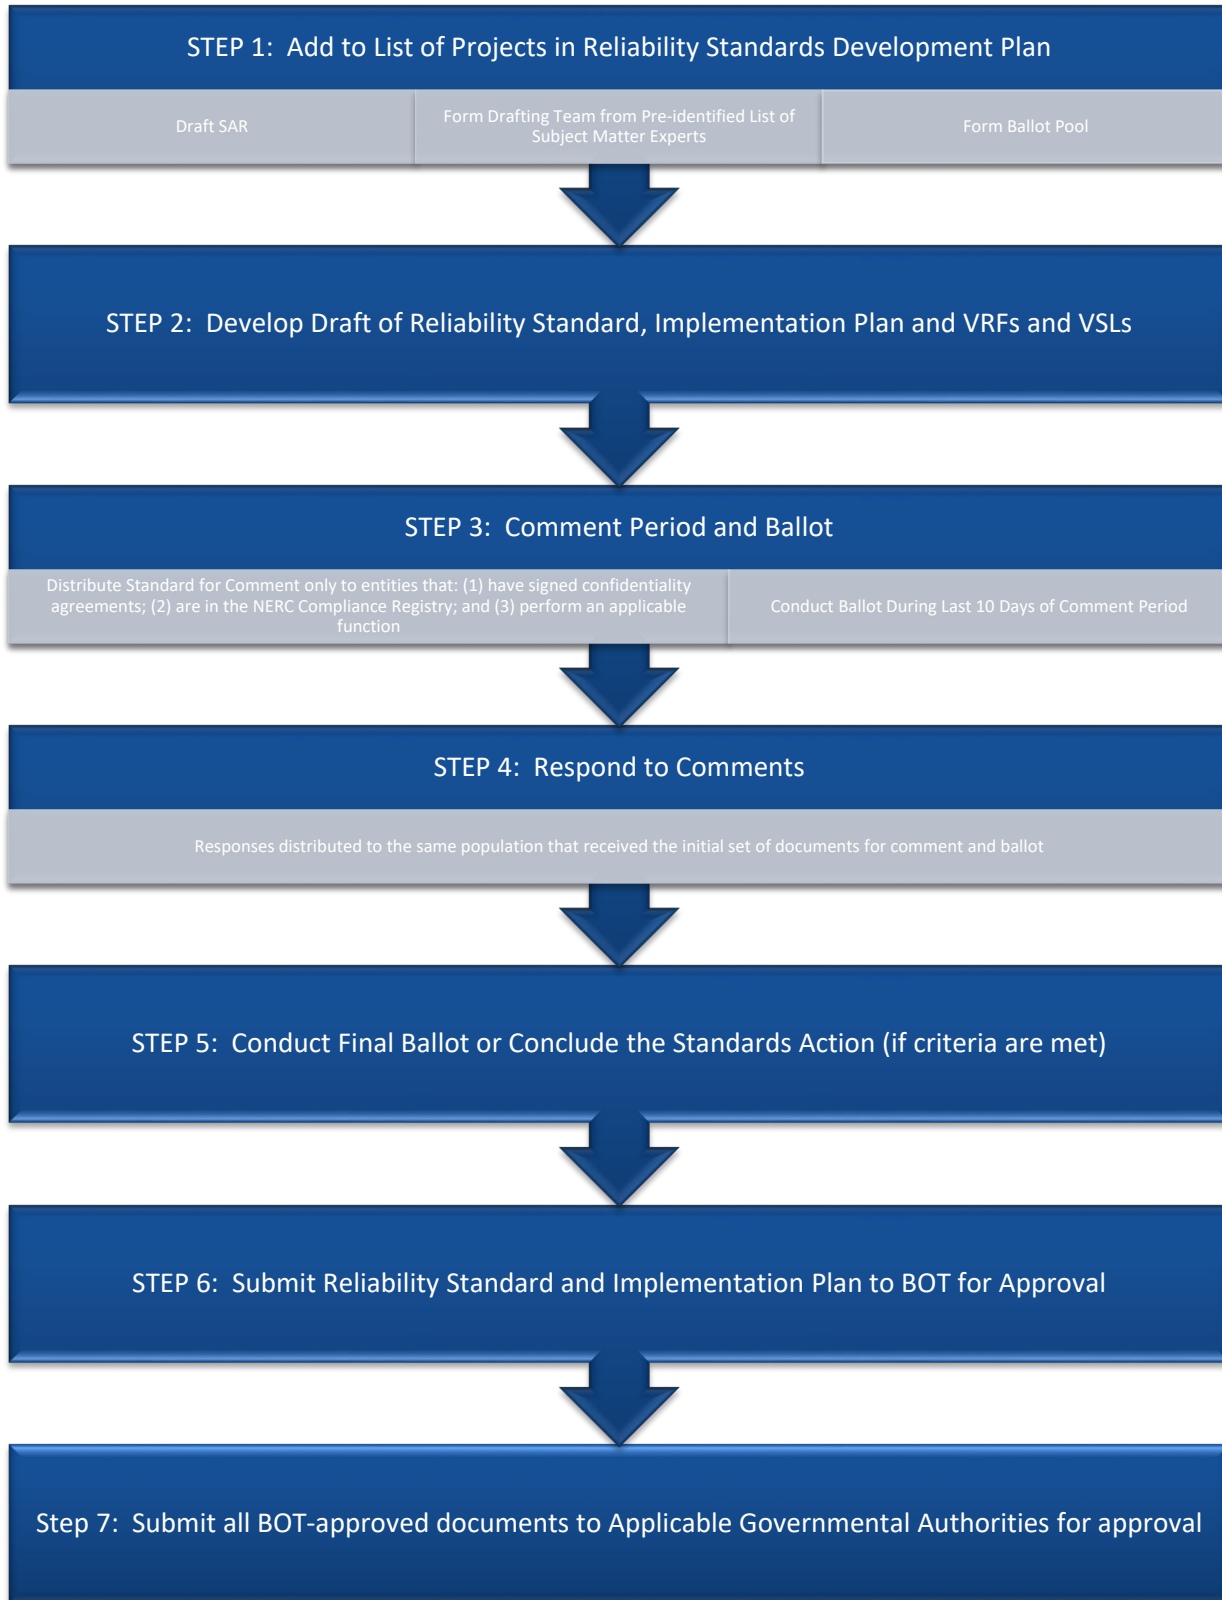 STEP 1:  Add to List of Projects in Reliability Standards Development Plan
Draft SAR
Form Drafting Team from Pre-identified List of
Subject Matter Experts
Form Ballot Pool
STEP 2:  Develop Draft of Reliability Standard, Implementation Plan and VRFs and VSLs
STEP 3:  Comment Period and Ballot
Distribute Standard for Comment only to entities that: (1) have signed confidentiality
agreements; (2) are in the NERC Compliance Registry; and (3) perform an applicable
function
Conduct Ballot During Last 10 Days of Comment Period
STEP 4:  Respond to Comments
Responses distributed to the same population that received the initial set of documents for comment and ballot
STEP 5:  Conduct Final Ballot or Conclude the Standards Action (if criteria are met)
STEP 6:  Submit Reliability Standard and Implementation Plan to BOT for Approval
Step 7:  Submit all BOT-approved documents to Applicable Governmental Authorities for approval